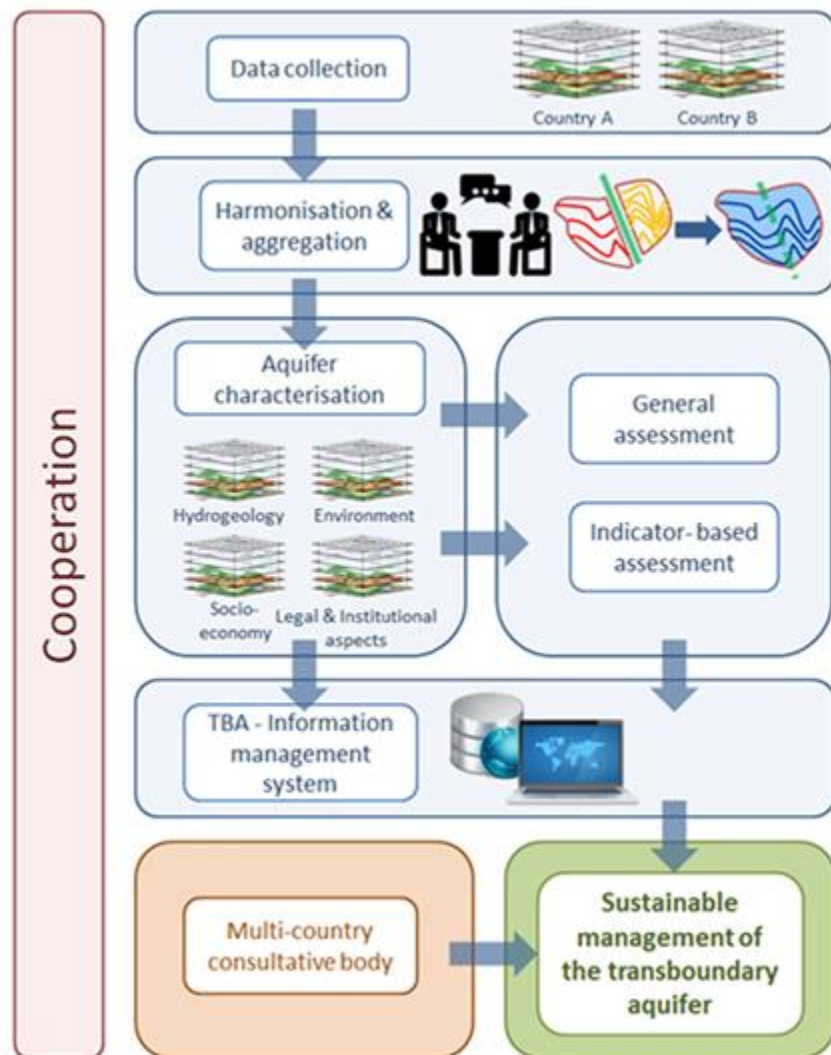 Cooperation
Data collection
Country A
Country B
Harmonisation &
aggregation
Aquifer
characterisation
Hydrogeology
Environment
Socio-
economy
Legal & Institutional
aspects
General
assessment
Indicator- based
assessment
TBA - Information
management
system
Multi-country
consultative body
Sustainable
management of
the transboundary
aquifer